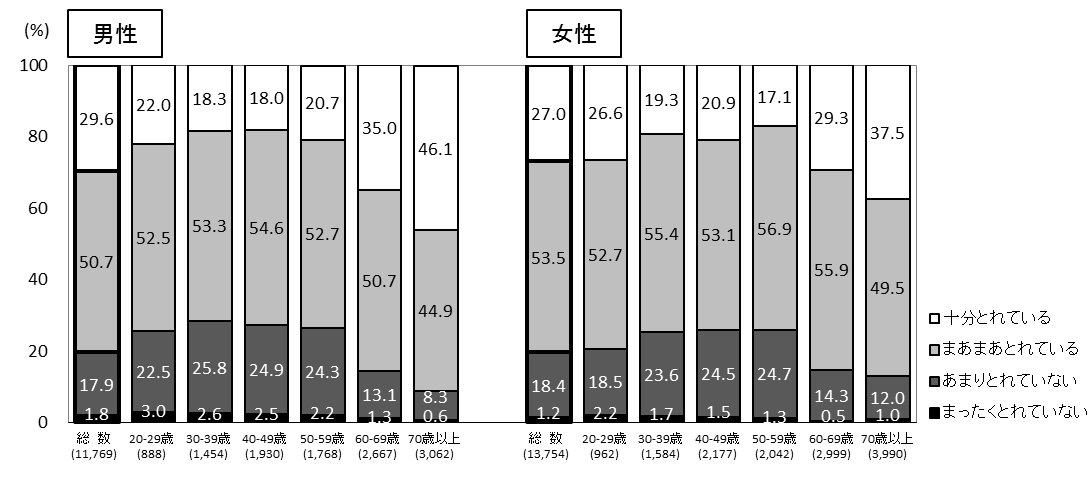 (%)
男性
女性
100
80
60
40
20
0
29.6 22.0 18.3 18.0 20.7 35.0 46.1
50.7 52.5 53.3 54.6 52.7 50.7 44.9
17.9 22.5 25.8 24.9 24.3 13.1 8.3
1.8 3.0 2.6 2.5 2.2 1.3 0.6
総 数 20-29歳 30-39歳 40-49歳 50-59歳 60-69歳 70歳以上
(11,769) (888) (1,454) (1,930) (1,768) (2,667) (3,062)
27.0 26.6 19.3 20.9 17.1 29.3 37.5
53.5 52.7 55.4 53.1 56.9 55.9 49.5
18.4 18.5 23.6 24.5 24.7 14.3 12.0
1.2 2.2 1.7 1.5 1.3 0.5 1.0
総 数 20-29歳 30-39歳 40-49歳 50-59歳 60-69歳 70歳以上
(13,754) (962) (1,584) (2,177) (2,042) (2,999) (3,990)
十分とれている
まあまあとれている
あまりとれていない
まったくとれていない